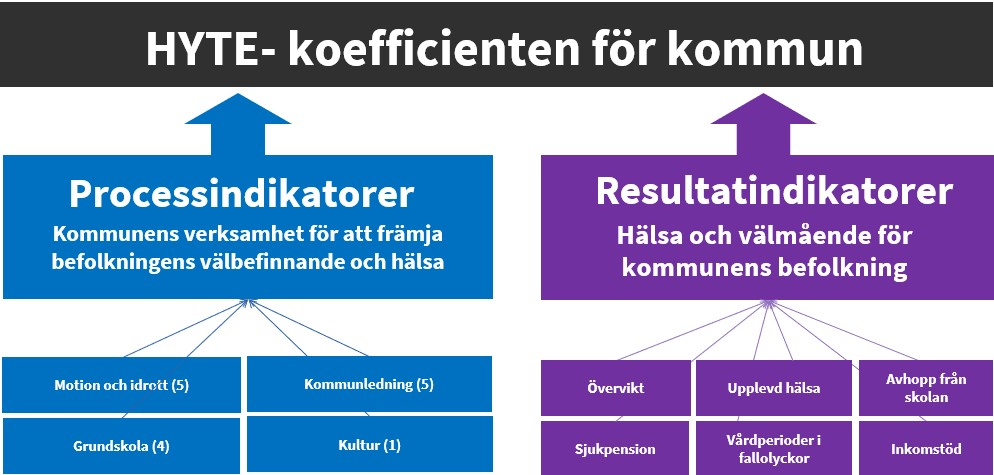 HYTE- koefficienten för kommun
Processindikatorer
Kommunens verksamhet för att främja
befolkningens välbefinnande och hälsa
Resultatindikatorer
Hälsa och välmående för
kommunens befolkning
Motion och idrott (5)
Kommunledning (5)
Grundskola (4)
Kultur (1)
Övervikt
Upplevd hälsa
Avhopp från
skolan
Sjukpension
Vårdperioder i
fallolyckor
Inkomstöd